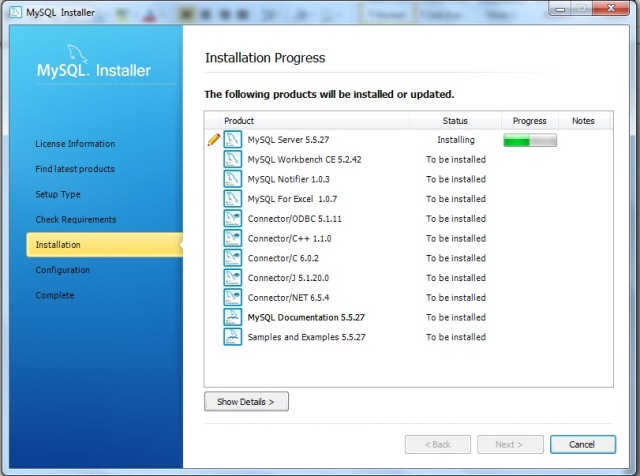 MySQL Installer
MySQL. Installer
Installation Progress
The following products will be installed or updated.
License Information
Find latest products
Setup Type
Check Requirements
Installation
Configuration
Complete
Product Status Progress Notes
MySQL Server 5.5.27 Installing
MySQL Workbench CE 5.2.42 To be installed
MySQL Notifier 1.0.3 To be installed
MySQL For Excel 1.0.7 To be installed
Connector/ODBC 5.1.11 To be installed
Connector/C++ 1.1.0 To be installed
Connector/C 6.0.2 To be installed
Connector/J 5.1.20.0 To be installed
Connector/NET 6.5.4 To be installed
MySQL Documentation 5.5.27 To be installed
Samples and Examples 5.5.27 To be installed
Show Details >
< Back Next > Cancel